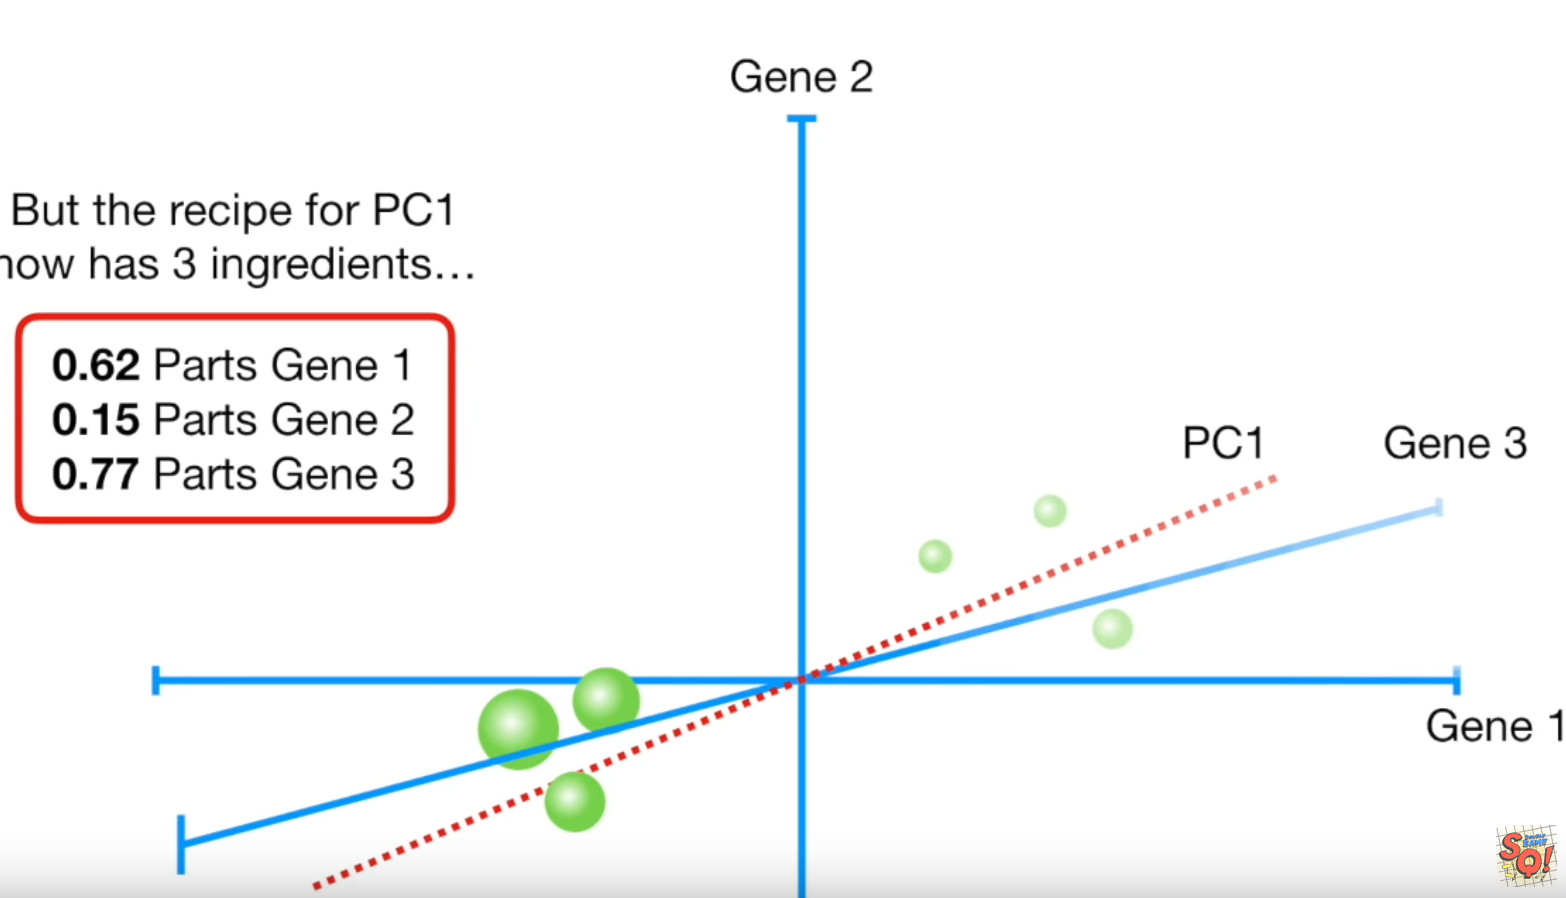 Gene 2
But the recipe for PC1
now has 3 ingredients…
0.62 Parts Gene 1
0.15 Parts Gene 2
0.77 Parts Gene 3
PC1
Gene 3
Gene 1
SQ!